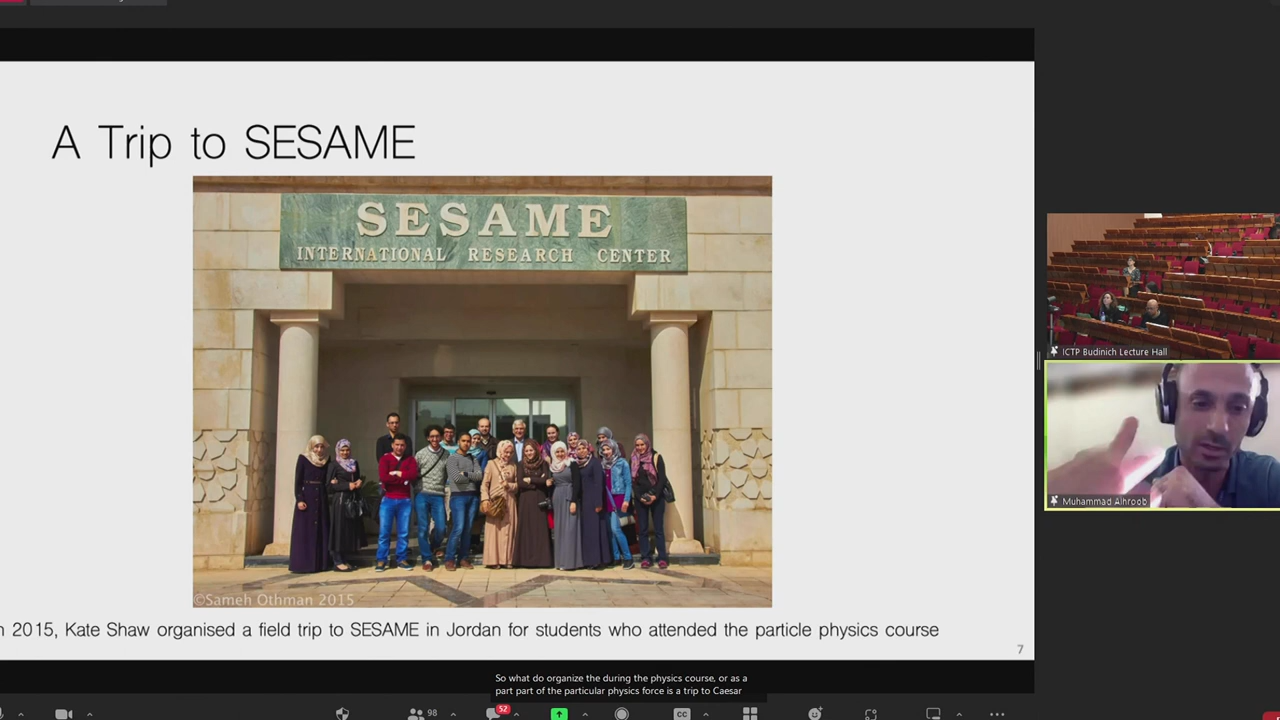 A Trip to SESAME
SESAME
INTERNATIONAL RESEARCH CENTER
©Sameh Othman 2015
2015, Kate Shaw organised a field trip to SESAME in Jordan for students who attended the particle physics course
7
ICTP Budinich Lecture Hall
Muhammad Alhroob
So what do organize the during the physics course, or as a
part part of the particular physics force is a trip to Caesar
98
52
CC